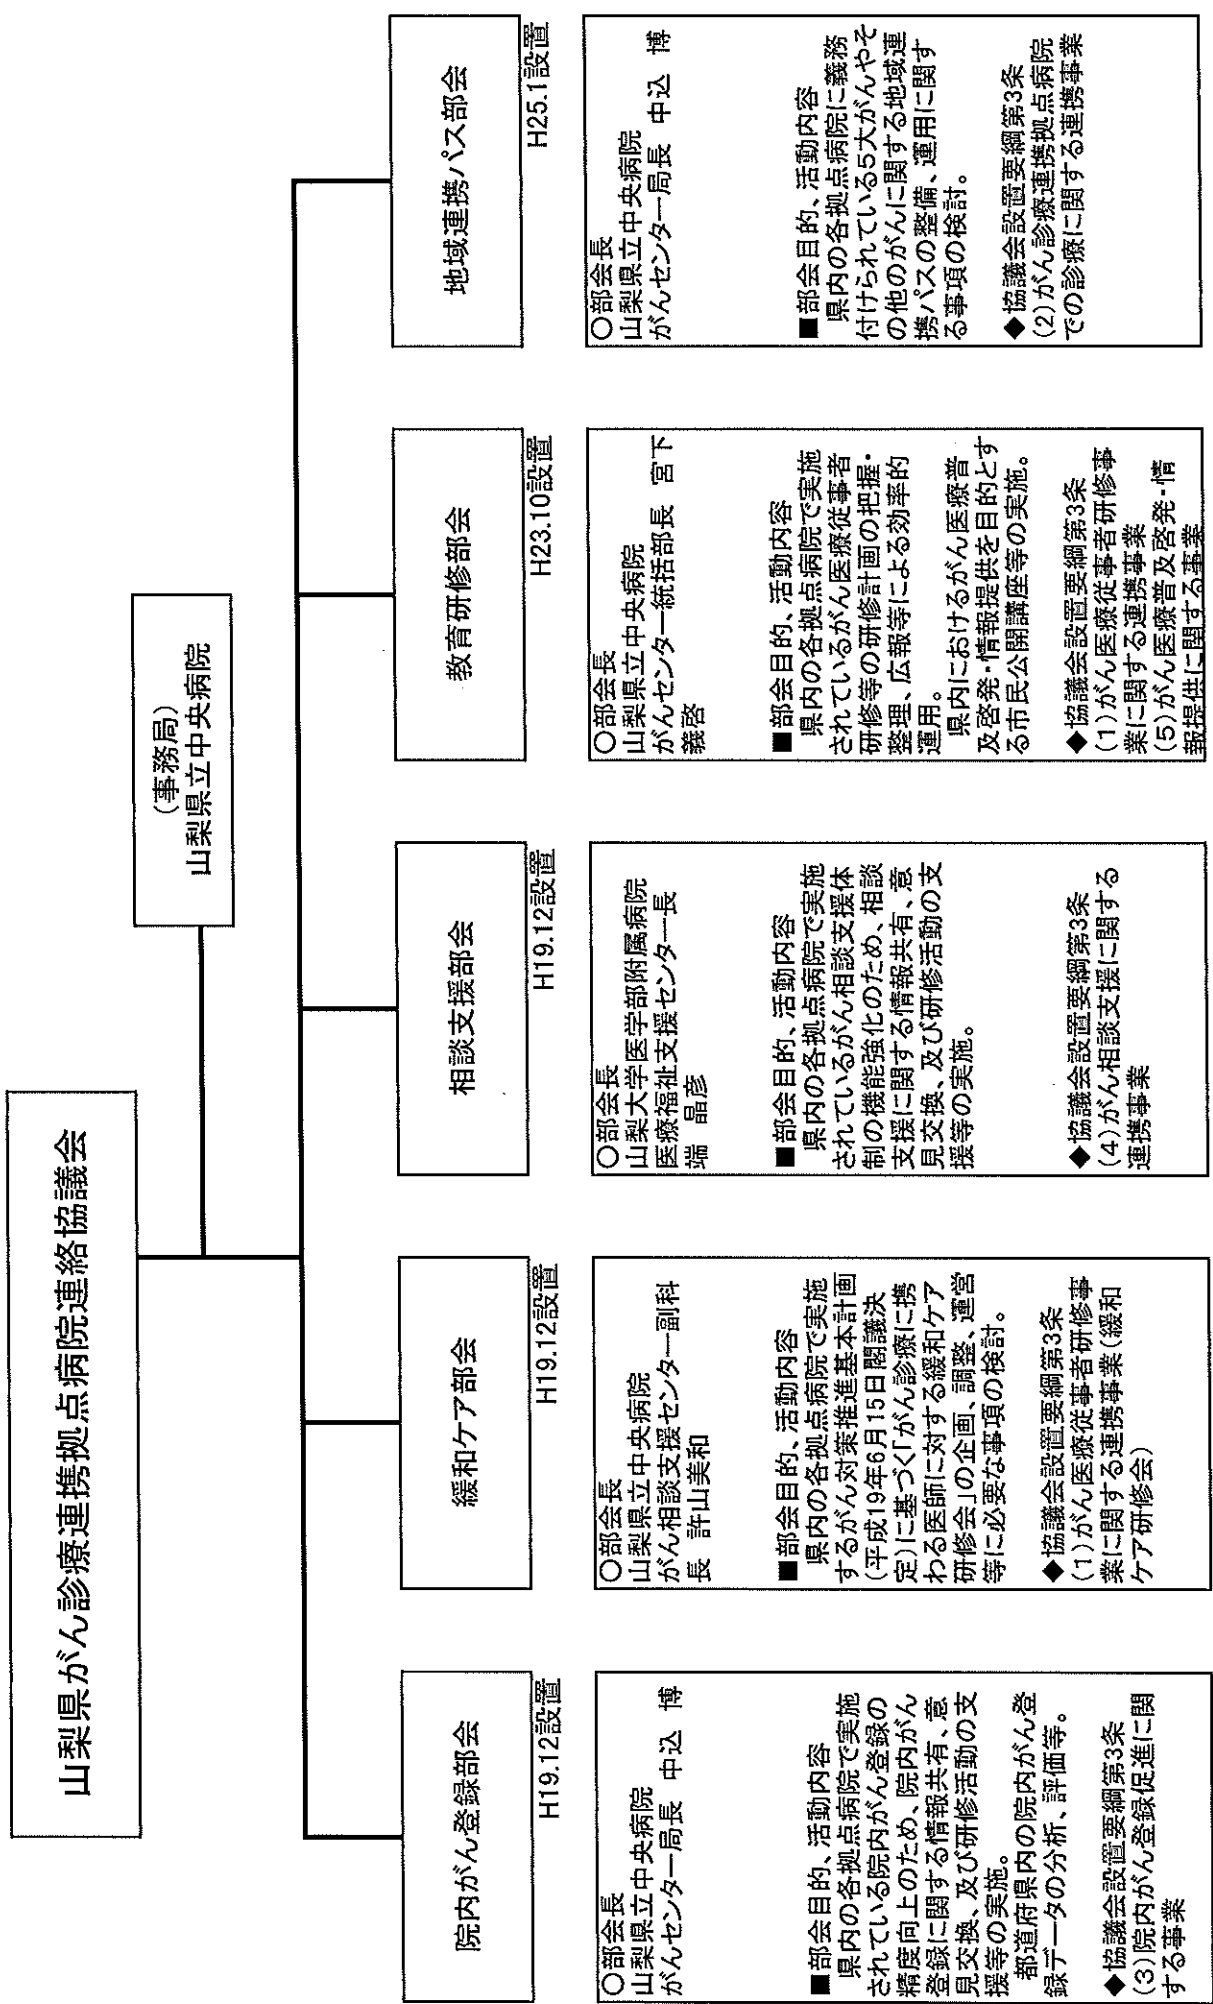 山梨県がん診療連携拠点病院連絡協議会
(事務局)
山梨県立中央病院
院内がん登録部会
H19.12設置
○部会長
山梨県立中央病院
がんセンター局長 中込 博
■部会目的、活動内容
県内の各拠点病院で実施
されている院内がん登録の
精度向上のため、院内がん
登録に関する情報共有、意
見交換、及び研修活動の支
援等の実施。
都道府県内の院内がん登
録データの分析、評価等。
◆協議会設置要綱第3条
(3)院内がん登録促進に関
する事業
緩和ケア部会
H19.12設置
○部会長
山梨県立中央病院
がん相談支援センター副科
長 許山美和
■部会目的、活動内容
県内の各拠点病院で実施
するがん対策推進基本計画
(平成19年6月15日閣議決
定)に基づく「がん診療に携
わる医師に対する緩和ケア
研修会」の企画、調整、運営
等に必要な事項の検討。
◆協議会設置要綱第3条
(1)がん医療従事者研修事
業に関する連携事業(緩和
ケア研修会)
相談支援部会
H19.12設置
○部会長
山梨大学医学部附属病院
医療福祉支援センター長
端 晶彦
■部会目的、活動内容
県内の各拠点病院で実施
されているがん相談支援体
制の機能強化のため、相談
支援に関する情報共有、意
見交換、及び研修活動の支
援等の実施。
◆協議会設置要綱第3条
(4)がん相談支援に関する
連携事業
教育研修部会
H23.10設置
○部会長
山梨県立中央病院
がんセンター統括部長 宮下
義啓
■部会目的、活動内容
県内の各拠点病院で実施
されているがん医療従事者
研修等の研修計画の把握・
整理、広報等による効率的
運用。
県内におけるがん医療普
及啓発・情報提供を目的とす
る市民公開講座等の実施。
◆協議会設置要綱第3条
(1)がん医療従事者研修事
業に関する連携事業
(5)がん医療普及啓発・情
報提供に関する事業
地域連携パス部会
H25.1設置
○部会長
山梨県立中央病院
がんセンター局長 中込 博
■部会目的、活動内容
県内の各拠点病院に義務
付けられている5大がんやそ
の他のがんに関する地域連
携パスの整備、運用に関す
る事項の検討。
◆協議会設置要綱第3条
(2)がん診療連携拠点病院
での診療に関する連携事業